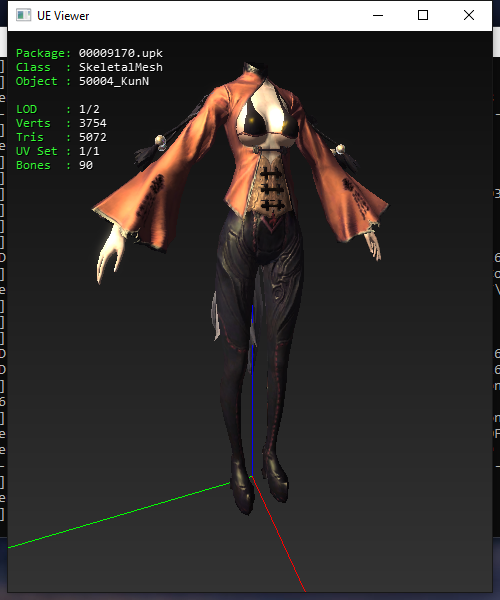 UE Viewer
Package: 00009170.upk
Class : SkeletalMesh
Object : 50004_KunN
LOD : 1/2
Verts : 3754
Tris : 5072
UV Set : 1/1
Bones : 90